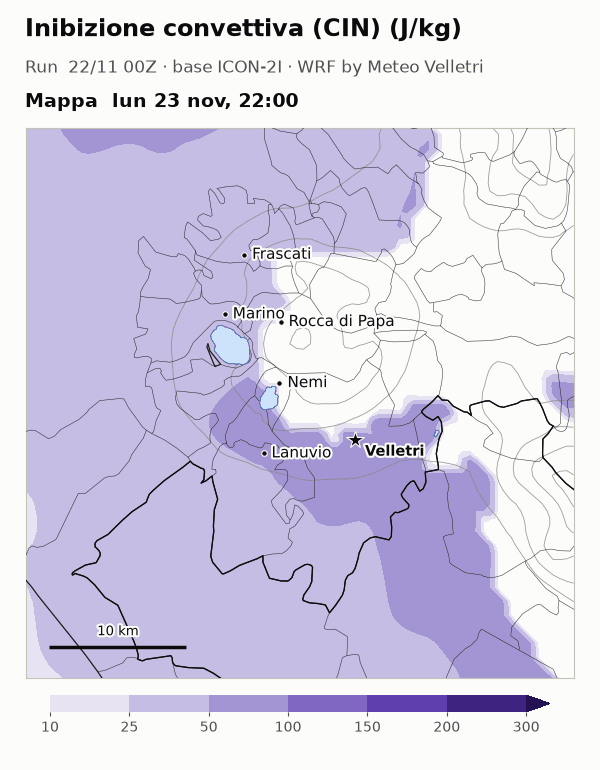 Inibizione convettiva (CIN) (J/kg)
Run  22/11 00Z · base ICON-2I · WRF by Meteo Velletri
Mappa  lun 23 nov, 22:00
Frascati
Marino
Rocca di Papa
Nemi
Velletri
Lanuvio
10 km
10 25 50 100 150 200 300